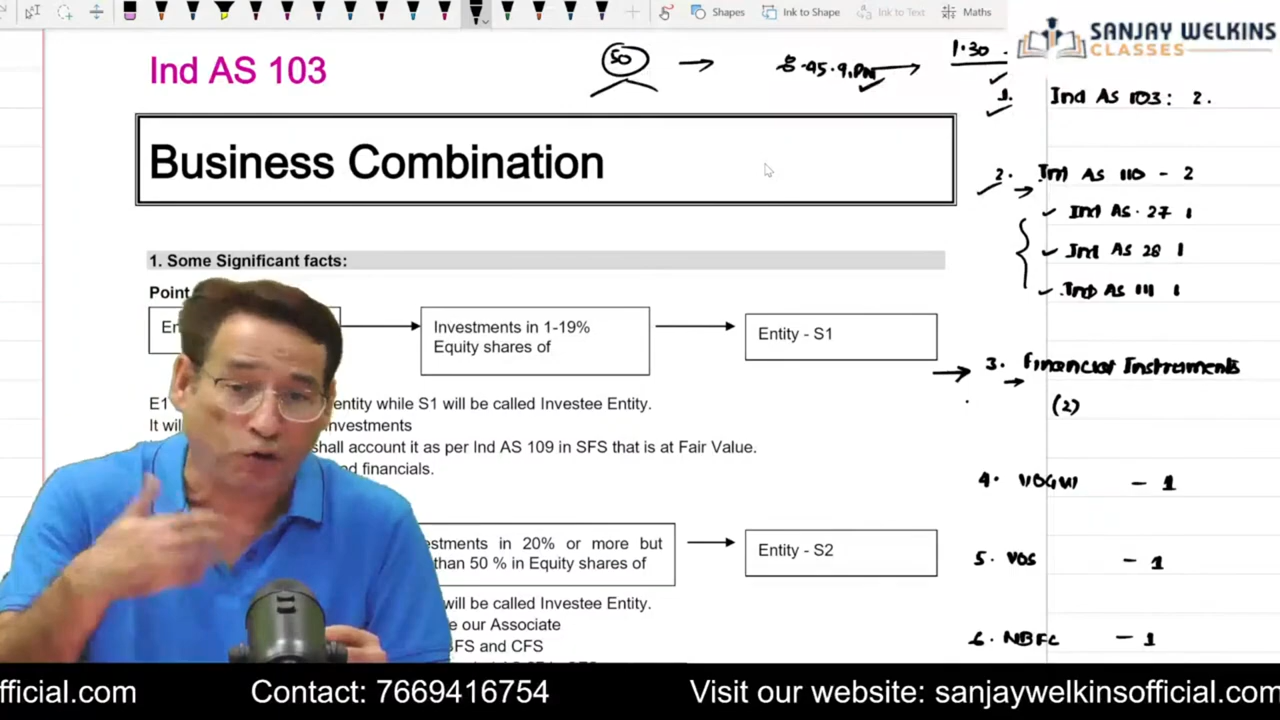 Shapes Ink to Shape Ink to Text Maths
SANJAY WELKINS
CLASSES
Ind AS 103
50
1.30
1. Ind As 103: 2.
Business Combination
2. Ind As 110 - 2
Ind As. 27 1
Ind As 28 1
Ind As 111 1
1. Some Significant facts:
Point
Investments in 1-19%
Equity shares of
Entity - S1
3. Financial Instruments
(2)
E1 entity while S1 will be called Investee Entity.
It will investments
shall account it as per Ind AS 109 in SFS that is at Fair Value.
d financials.
4. - 1
estments in 20% or more but
than 50 % in Equity shares of
Entity - S2
5. VOS - 1
will be called Investee Entity.
e our Associate
SFS and CFS
6. NBFC - 1
fficial.com Contact: 7669416754 Visit our website: sanjaywelkinsofficial.com